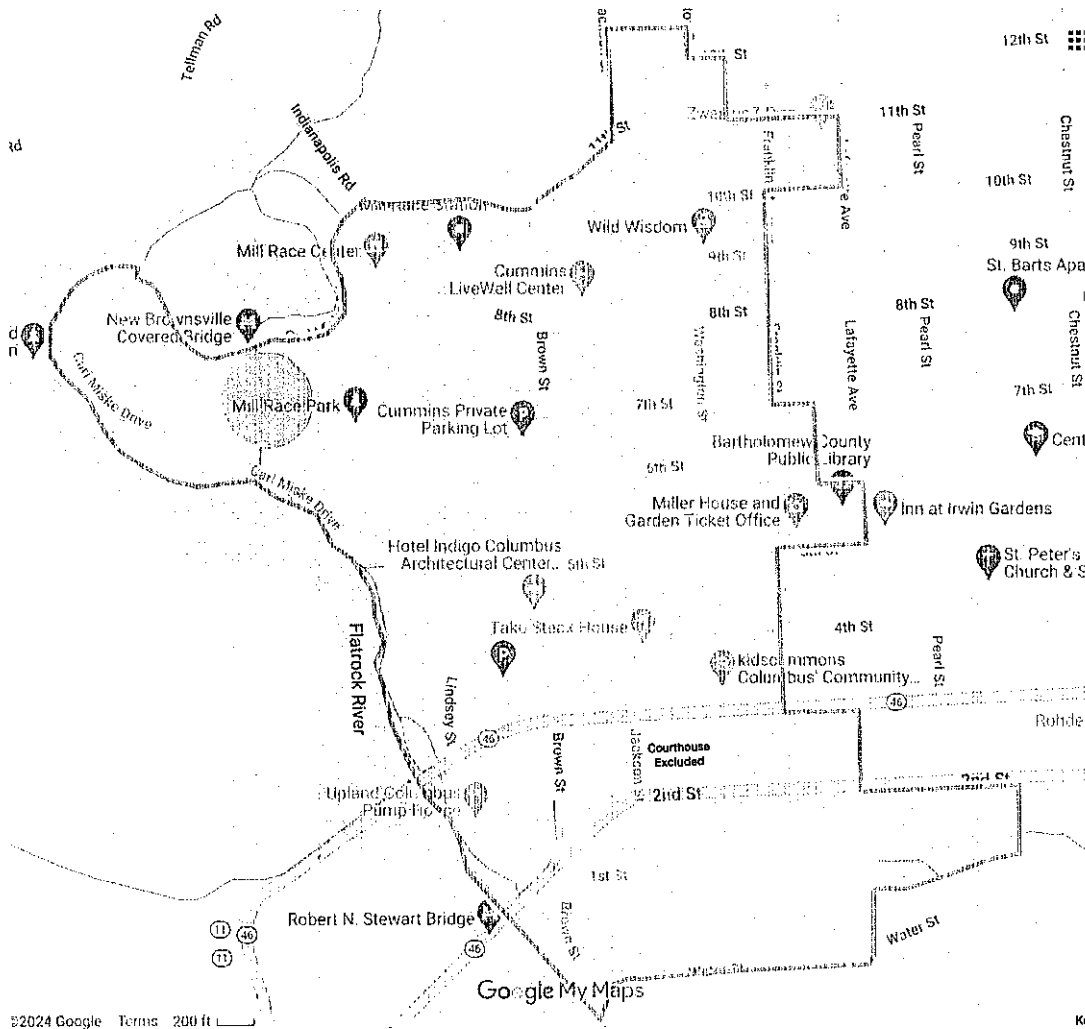 Tellman Rd
12th St
11th St
11th St
Pearl St
Chestnut St
Indianapolis Rd
Franklin
10th St
10th St
Mill Race Center
Wild Wisdom
9th St
9th St
Cummins
LiveWell Center
St. Barts Apa
New Brownsville
Covered Bridge
8th St
8th St
8th St
Brown St
Washington St
Lafayette Ave
Pearl St
Chestnut St
Carl Miske Drive
7th St
7th St
Mill Race Park
Cummins Private
Parking Lot
Bartholomew County
Public Library
Cent
6th St
Carl Miske Drive
Miller House and
Garden Ticket Office
Inn at Irwin Gardens
Hotel Indigo Columbus
Architectural Center..
5th St
St. Peter's
Church & S
Flatrock River
Lindsey St
4th St
Pearl St
kidscommons
Columbus' Community...
46
46
Rohde
Brown St
Jackson St
Courthouse
Excluded
2nd St
2nd St
Upland Columbus
Pump House
1st St
Robert N. Stewart Bridge
Brown St
Water St
11
46
11
46
Google My Maps
©2024 Google Terms 200 ft